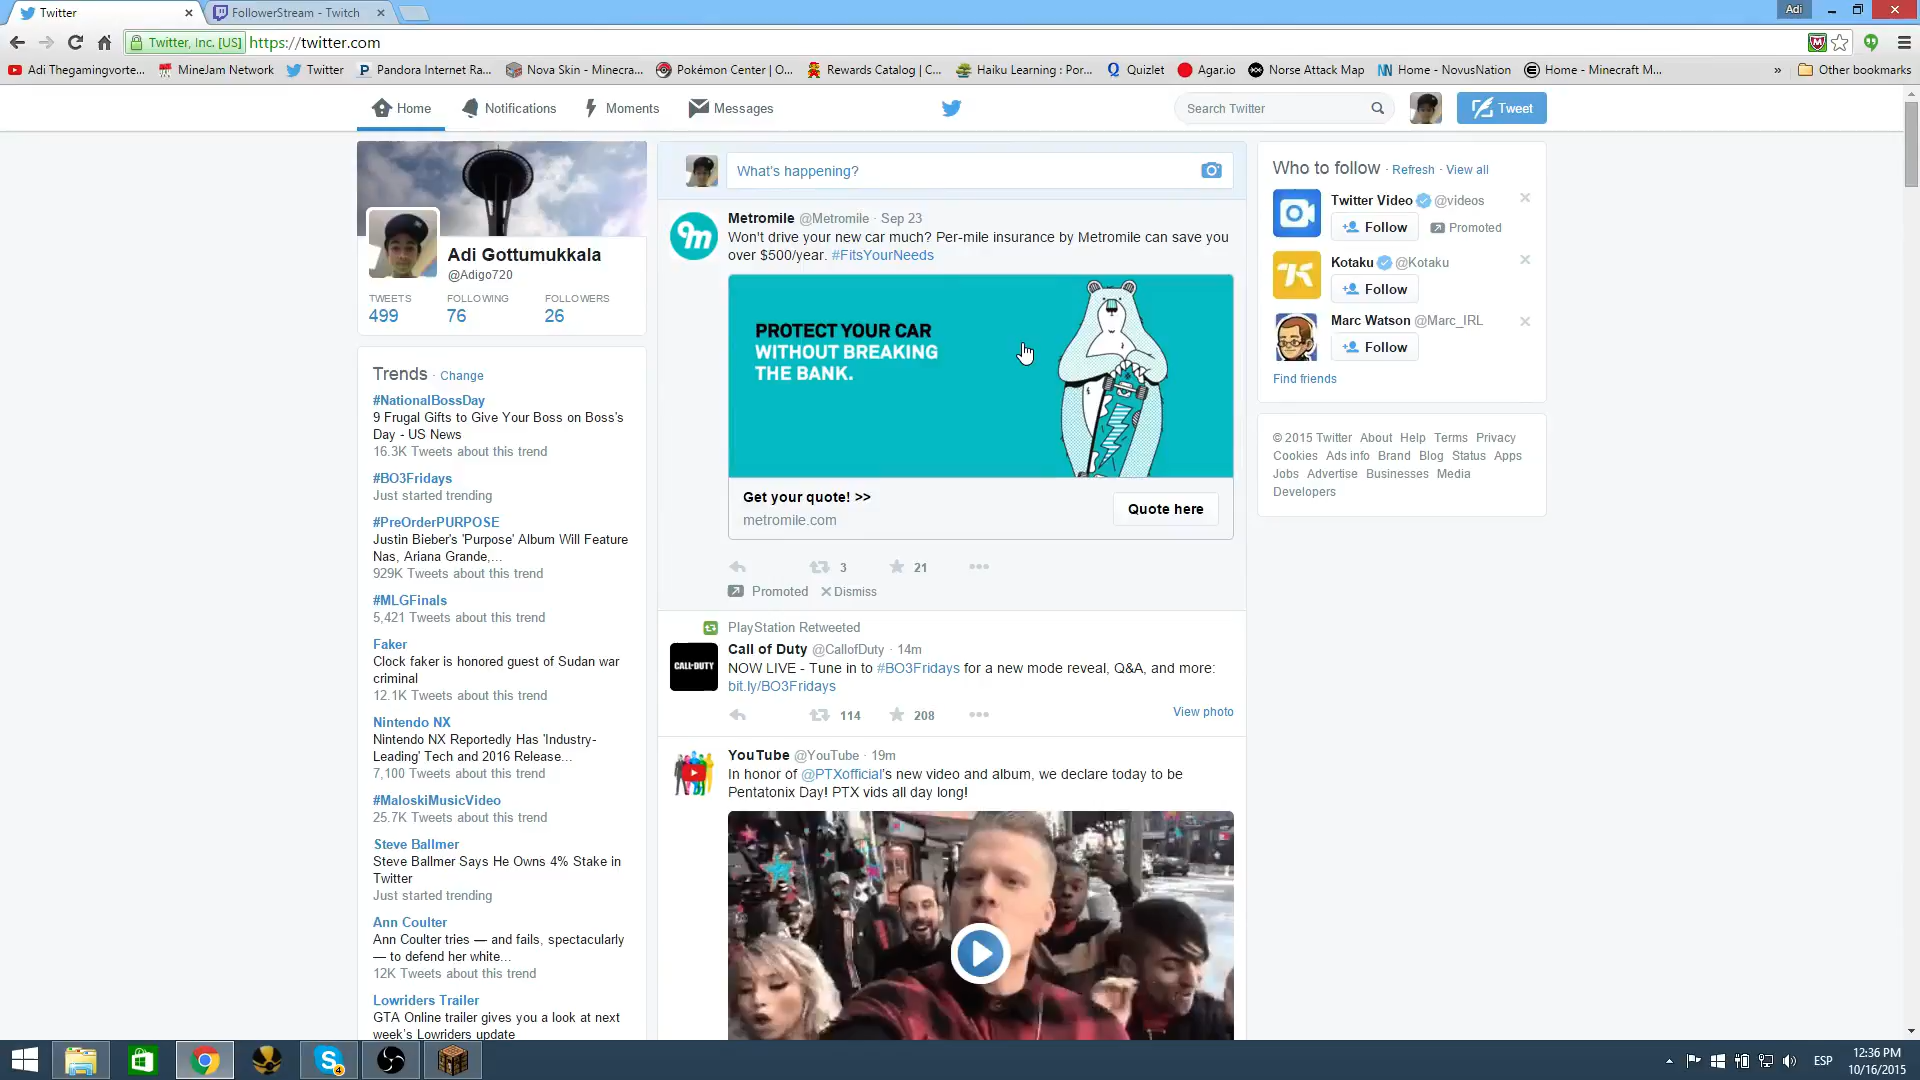 Twitter
FollowerStream - Twitch
Adi
Twitter, Inc. [US] https://twitter.com
Adi Thegamingvorte...
MineJam Network
Twitter
Pandora Internet Ra...
Nova Skin - Minecra...
Pokémon Center | O...
Rewards Catalog | C...
Haiku Learning : Por...
Quizlet
Agar.io
Norse Attack Map
Home - NovusNation
Home - Minecraft M...
»
Other bookmarks
Home
Notifications
Moments
Messages
Search Twitter
Tweet
Adi Gottumukkala
@Adigo720
TWEETS FOLLOWING FOLLOWERS
499 76 26
Trends · Change
#NationalBossDay
9 Frugal Gifts to Give Your Boss on Boss's
Day - US News
16.3K Tweets about this trend
#BO3Fridays
Just started trending
#PreOrderPURPOSE
Justin Bieber's 'Purpose' Album Will Feature
Nas, Ariana Grande,...
929K Tweets about this trend
#MLGFinals
5,421 Tweets about this trend
Faker
Clock faker is honored guest of Sudan war
criminal
12.1K Tweets about this trend
Nintendo NX
Nintendo NX Reportedly Has 'Industry-
Leading' Tech and 2016 Release...
7,100 Tweets about this trend
#MaloskiMusicVideo
25.7K Tweets about this trend
Steve Ballmer
Steve Ballmer Says He Owns 4% Stake in
Twitter
Just started trending
Ann Coulter
Ann Coulter tries — and fails, spectacularly
— to defend her white...
12K Tweets about this trend
Lowriders Trailer
GTA Online trailer gives you a look at next
week's Lowriders update
What's happening?
Metromile @Metromile · Sep 23
Won't drive your new car much? Per-mile insurance by Metromile can save you
over $500/year. #FitsYourNeeds
PROTECT YOUR CAR
WITHOUT BREAKING
THE BANK.
Get your quote! >>
metromile.com
Quote here
3 21
Promoted Dismiss
PlayStation Retweeted
CALL·DUTY
Call of Duty @CallofDuty · 14m
NOW LIVE - Tune in to #BO3Fridays for a new mode reveal, Q&A, and more:
bit.ly/BO3Fridays
114 208
View photo
YouTube @YouTube · 19m
In honor of @PTXofficial's new video and album, we declare today to be
Pentatonix Day! PTX vids all day long!
Who to follow · Refresh · View all
Twitter Video @videos
Follow Promoted
Kotaku @Kotaku
Follow
Marc Watson @Marc_IRL
Follow
Find friends
© 2015 Twitter About Help Terms Privacy
Cookies Ads info Brand Blog Status Apps
Jobs Advertise Businesses Media
Developers
4
ESP
12:36 PM
10/16/2015